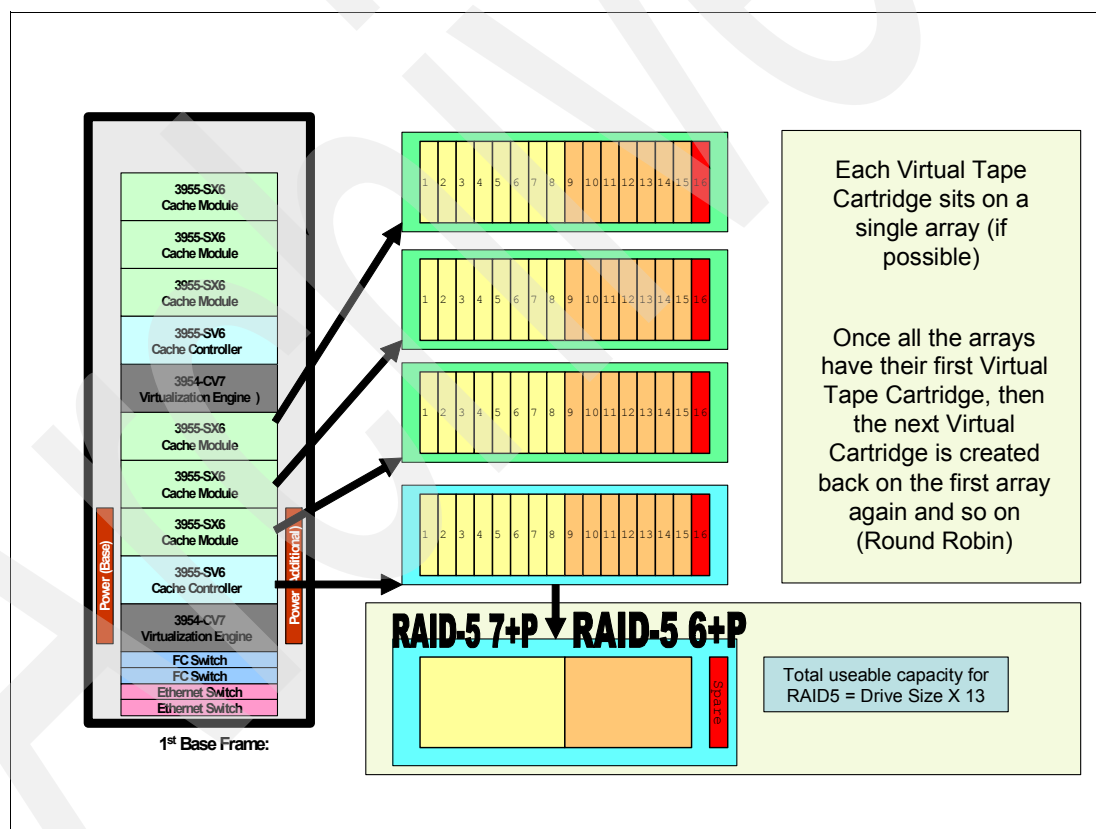 3955-SX6
Cache Module
3955-SX6
Cache Module
3955-SX6
Cache Module
3955-SV6
Cache Controller
3954-CV7
Virtualization Engine )
3955-SX6
Cache Module
3955-SX6
Cache Module
3955-SX6
Cache Module
3955-SV6
Cache Controller
3954-CV7
Virtualization Engine
FC Switch
FC Switch
Ethernet Switch
Ethernet Switch
Power (Base)
Power Additional)
1st Base Frame:
1 2 3 4 5 6 7 8 9 10 11 12 13 14 15 16
1 2 3 4 5 6 7 8 9 10 11 12 13 14 15 16
1 2 3 4 5 6 7 8 9 10 11 12 13 14 15 16
1 2 3 4 5 6 7 8 9 10 11 12 13 14 15 16
RAID-5 7+P RAID-5 6+P
Spare
Each Virtual Tape
Cartridge sits on a
single array (if
possible)
Once all the arrays
have their first Virtual
Tape Cartridge, then
the next Virtual
Cartridge is created
back on the first array
again and so on
(Round Robin)
Total useable capacity for
RAID5 = Drive Size X 13